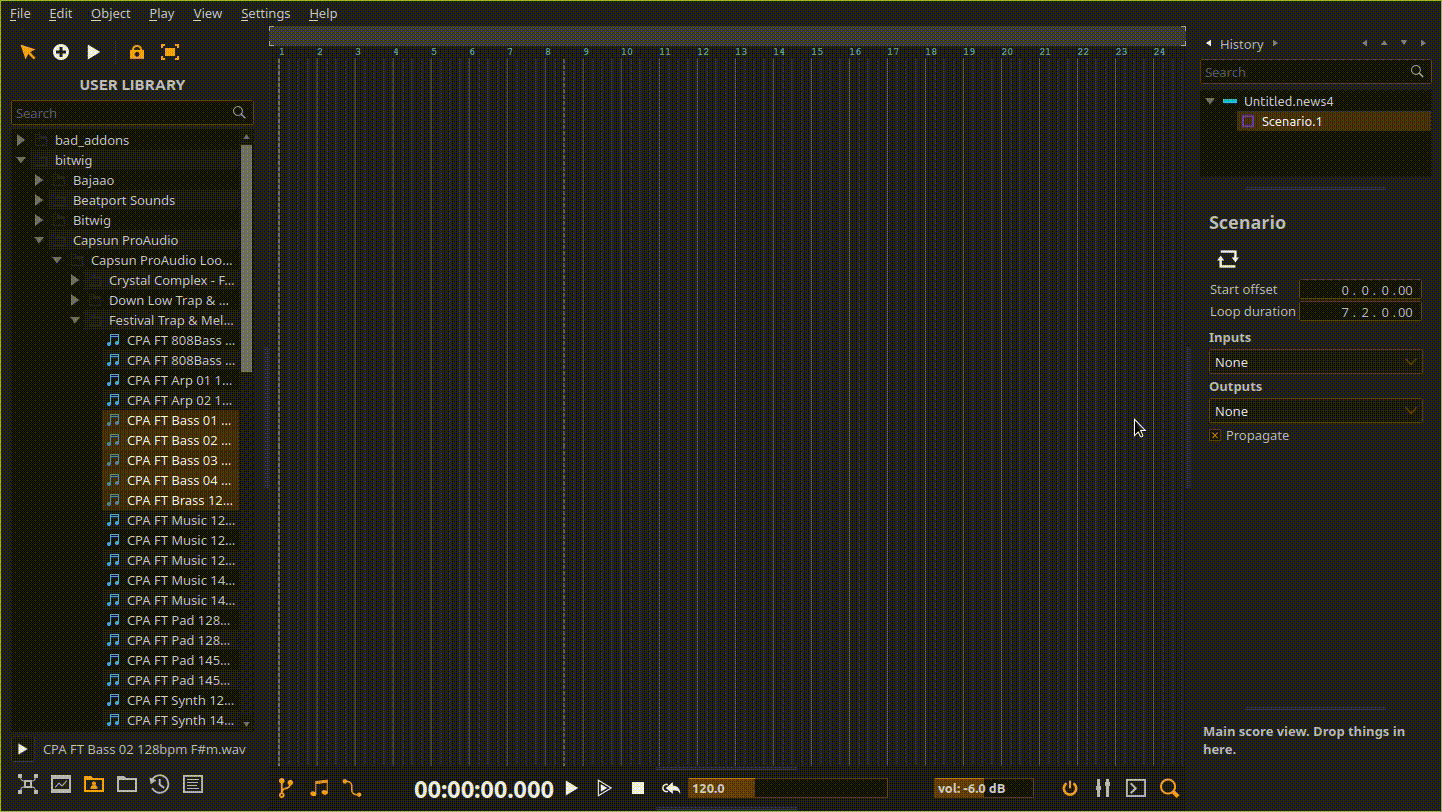 File Edit Object Play View Settings Help
1 2 3 4 5 6 7 8 9 10 11 12 13 14 15 16 17 18 19 20 21 22 23 24
USER LIBRARY
Search
bad_addons
bitwig
Bajaao
Beatport Sounds
Bitwig
Capsun ProAudio
Capsun ProAudio Loo...
Crystal Complex - F...
Down Low Trap & ...
Festival Trap & Mel...
CPA FT 808Bass ...
CPA FT 808Bass ...
CPA FT Arp 01 1...
CPA FT Arp 02 1...
CPA FT Bass 01 ...
CPA FT Bass 02 ...
CPA FT Bass 03 ...
CPA FT Bass 04 ...
CPA FT Brass 12...
CPA FT Music 12...
CPA FT Music 12...
CPA FT Music 12...
CPA FT Music 14...
CPA FT Music 14...
CPA FT Pad 128...
CPA FT Pad 128...
CPA FT Pad 145...
CPA FT Pad 145...
CPA FT Synth 12...
CPA FT Synth 14...
CPA FT Bass 02 128bpm F#m.wav
00:00:00.000
120.0
vol: -6.0 dB
History
Search
Untitled.news4
Scenario.1
Scenario
Start offset 0 . 0 . 0 .00
Loop duration 7 . 2 . 0 .00
Inputs
None
Outputs
None
Propagate
Main score view. Drop things in
here.